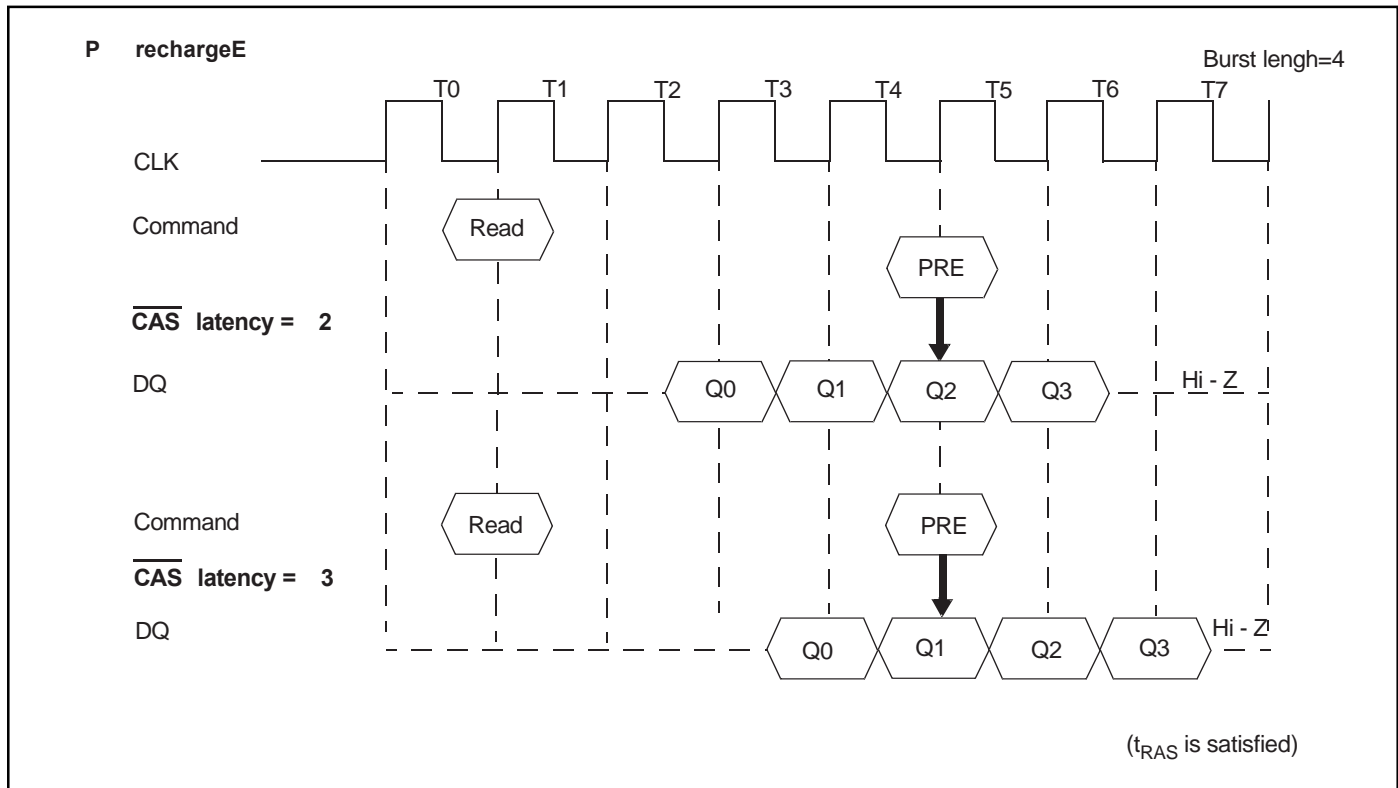 P rechargeE
Burst lengh=4
T0 T1 T2 T3 T4 T5 T6 T7
CLK
Command Read
PRE
CAS latency = 2
DQ Q0 Q1 Q2 Q3 Hi - Z
Command Read PRE
CAS latency = 3
DQ Q0 Q1 Q2 Q3 Hi - Z
(tRAS is satisfied)